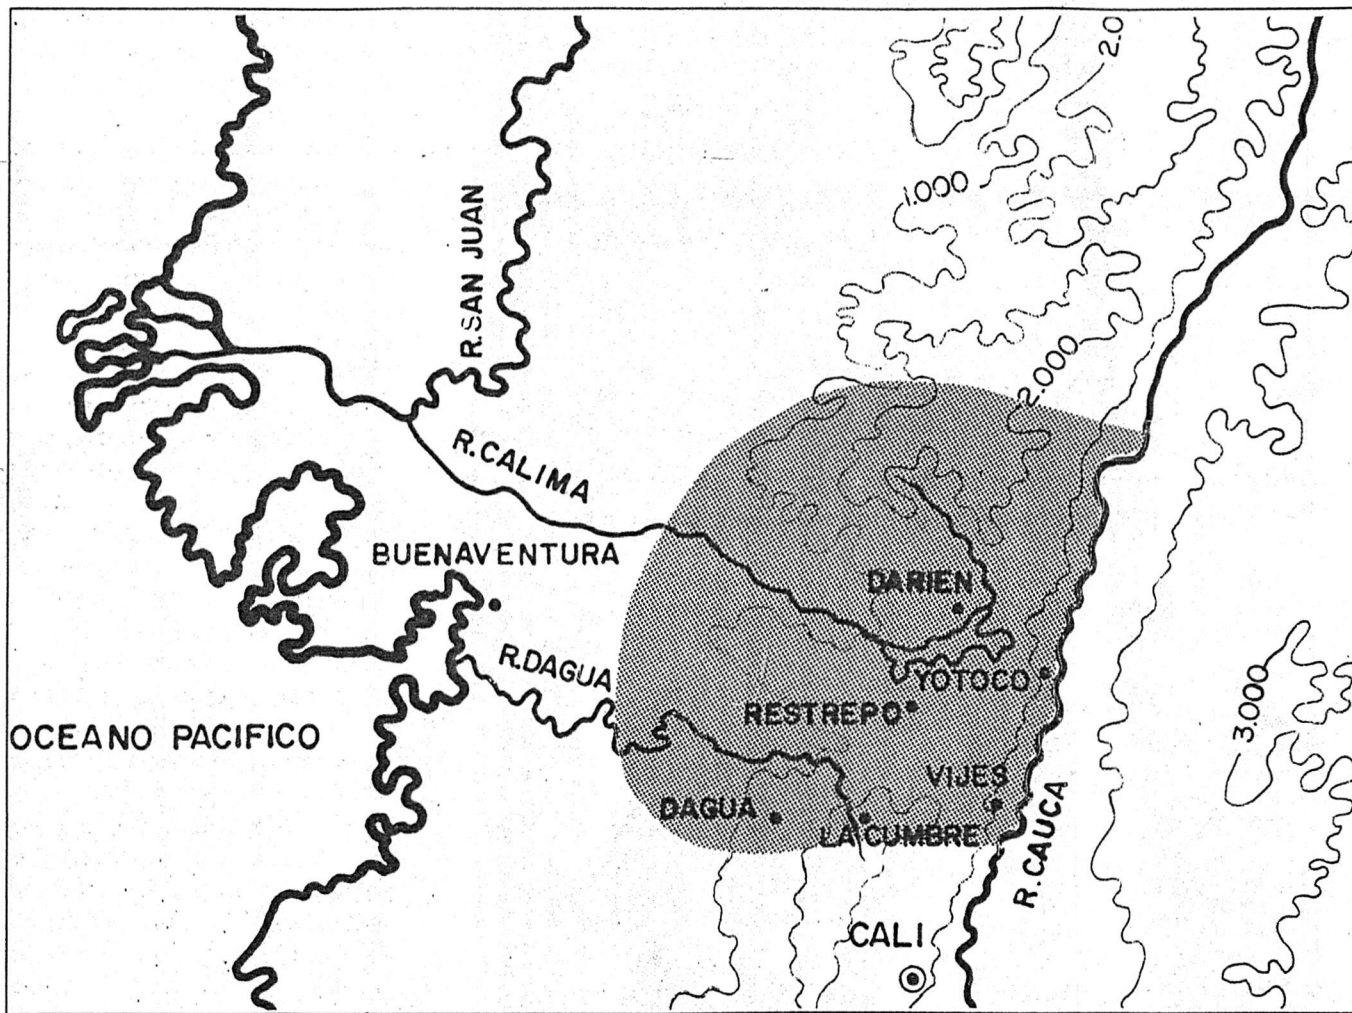 2.0
1.000
R.SAN JUAN
2.000
R.CALIMA
BUENAVENTURA
DARIEN
R.DAGUA
YOTOCO
RESTREPO
OCEANO PACIFICO
3.000
VIJES
DAGUA
LA CUMBRE
R.CAUCA
CALI